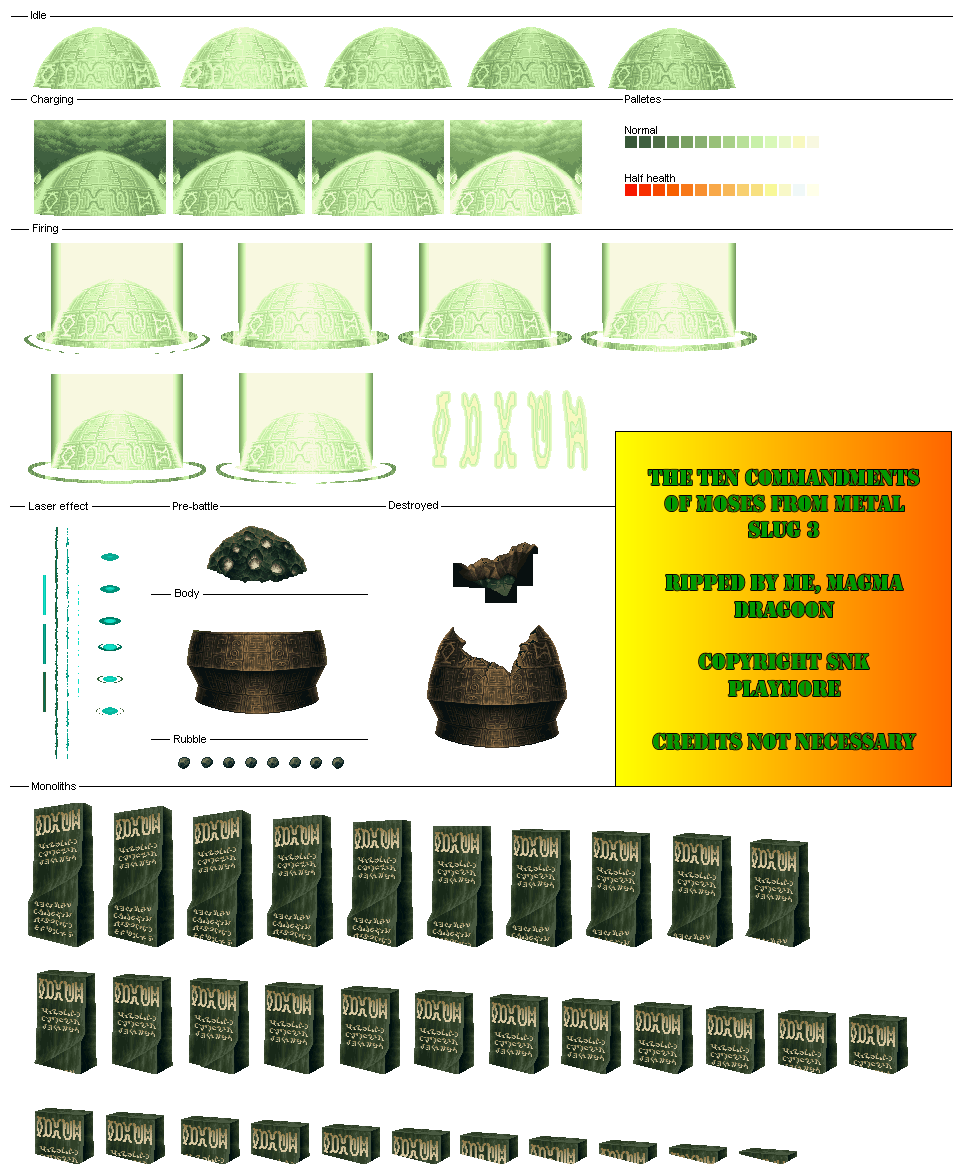 Idle
Charging
Palletes
Normal
Half health
Firing
Laser effect
Pre-battle
Destroyed
Body
Rubble
THE TEN COMMANDMENTS
OF MOSES FROM METAL
SLUG 3
RIPPED BY ME, MAGMA
DRAGOON
COPYRIGHT SNK
PLAYMORE
CREDITS NOT NECESSARY
Monoliths